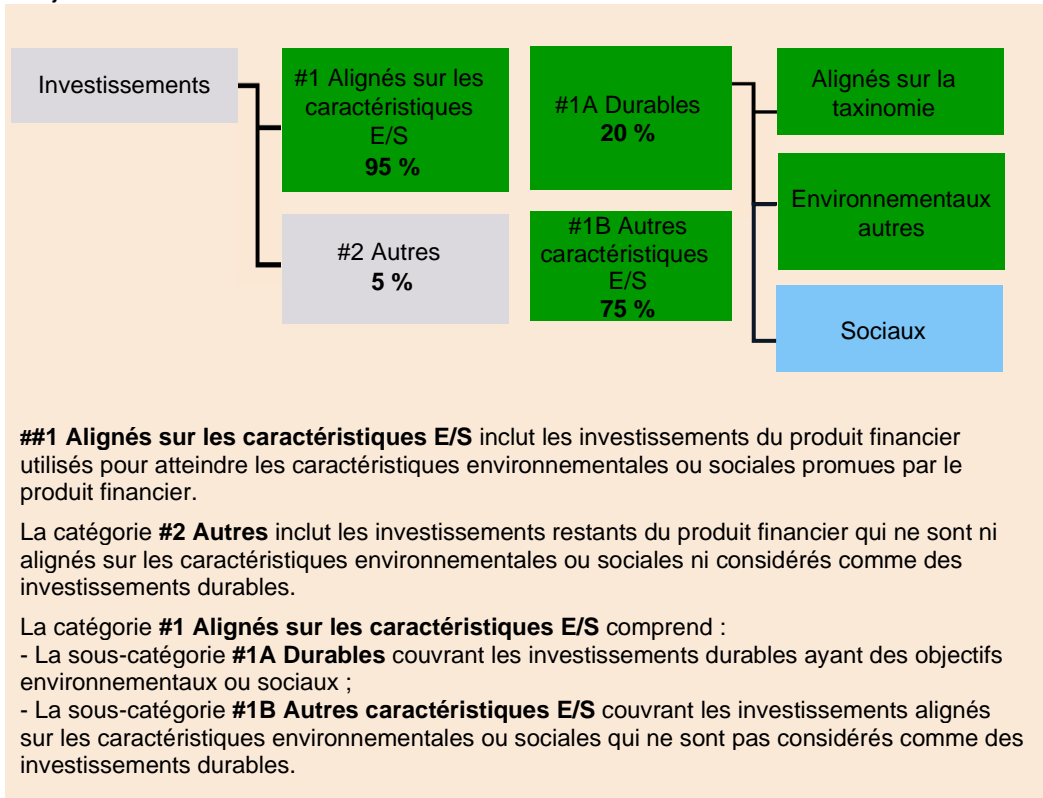 Investissements
#1 Alignés sur les
caractéristiques
E/S
95 %
#2 Autres
5 %
#1A Durables
20 %
#1B Autres
caractéristiques
E/S
75 %
Alignés sur la
taxinomie
Environnementaux
autres
Sociaux
##1 Alignés sur les caractéristiques E/S inclut les investissements du produit financier
utilisés pour atteindre les caractéristiques environnementales ou sociales promues par le
produit financier.
La catégorie #2 Autres inclut les investissements restants du produit financier qui ne sont ni
alignés sur les caractéristiques environnementales ou sociales ni considérés comme des
investissements durables.
La catégorie #1 Alignés sur les caractéristiques E/S comprend :
- La sous-catégorie #1A Durables couvrant les investissements durables ayant des objectifs
environnementaux ou sociaux ;
- La sous-catégorie #1B Autres caractéristiques E/S couvrant les investissements alignés
sur les caractéristiques environnementales ou sociales qui ne sont pas considérés comme des
investissements durables.